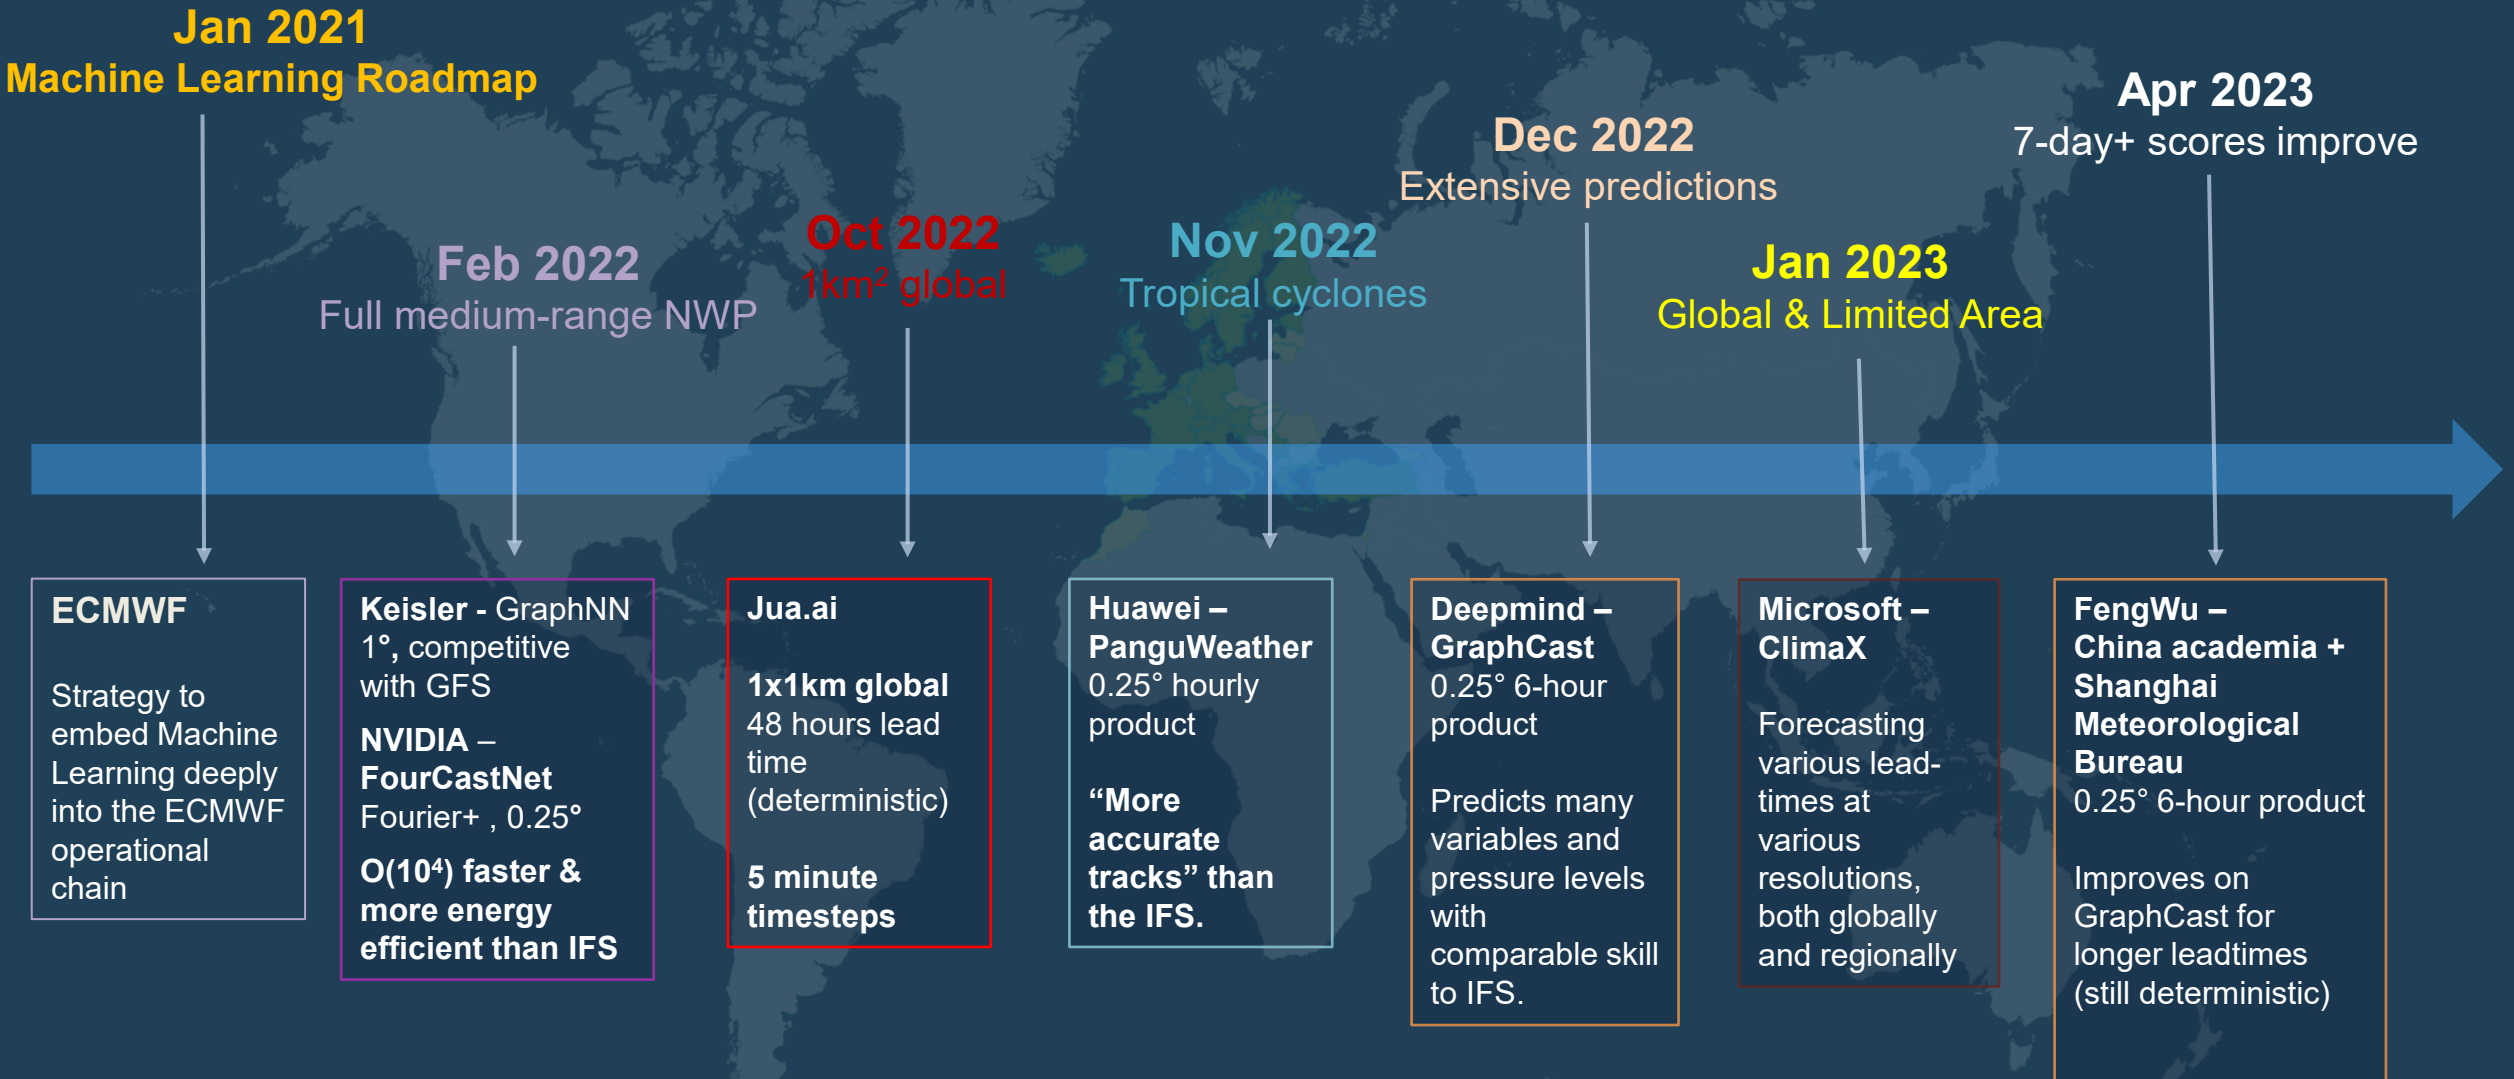 Jan 2021
Machine Learning Roadmap
Feb 2022
Full medium-range NWP
Oct 2022
1km² global
Nov 2022
Tropical cyclones
Dec 2022
Extensive predictions
Jan 2023
Global & Limited Area
Apr 2023
7-day+ scores improve
ECMWF
Strategy to
embed Machine
Learning deeply
into the ECMWF
operational
chain
Keisler - GraphNN
1°, competitive
with GFS
NVIDIA –
FourCastNet
Fourier+ , 0.25°
O(10⁴) faster &
more energy
efficient than IFS
Jua.ai
1x1km global
48 hours lead
time
(deterministic)
5 minute
timesteps
Huawei –
PanguWeather
0.25° hourly
product
“More
accurate
tracks” than
the IFS.
Deepmind –
GraphCast
0.25° 6-hour
product
Predicts many
variables and
pressure levels
with
comparable skill
to IFS.
Microsoft –
ClimaX
Forecasting
various lead-
times at
various
resolutions,
both globally
and regionally
FengWu –
China academia +
Shanghai
Meteorological
Bureau
0.25° 6-hour product
Improves on
GraphCast for
longer leadtimes
(still deterministic)